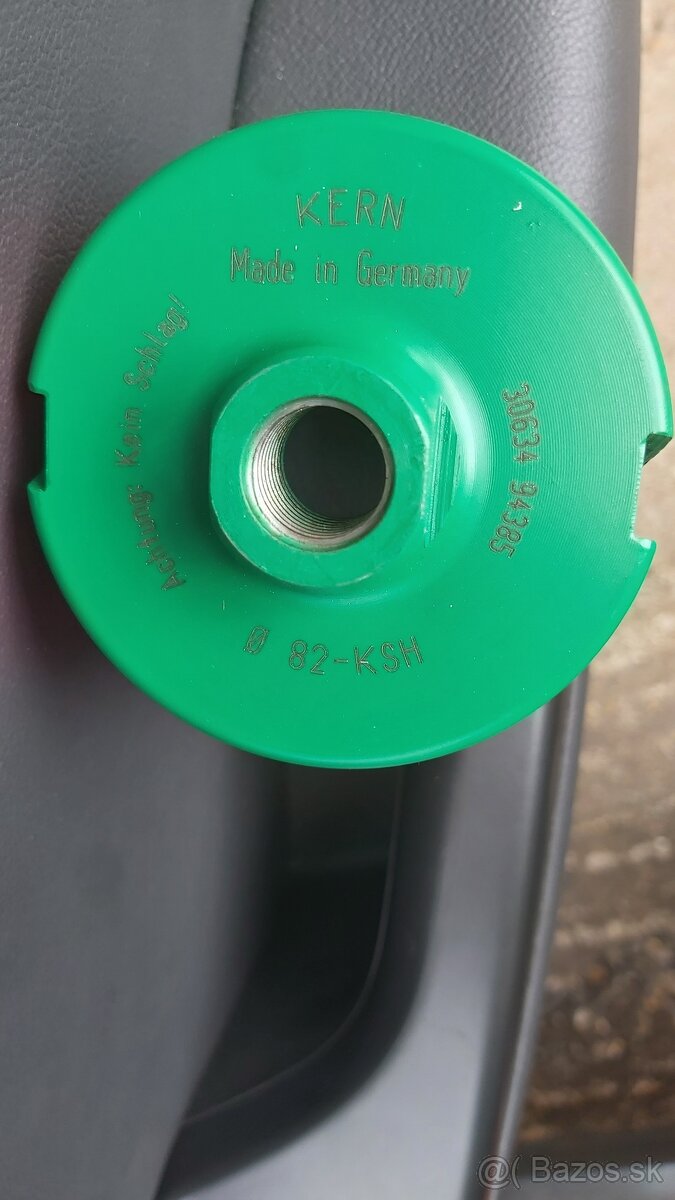 KERN
Made in Germany
Achtung: Kein Schlag!
30634 94385
Ø 82-KSH
@( Bazos.sk